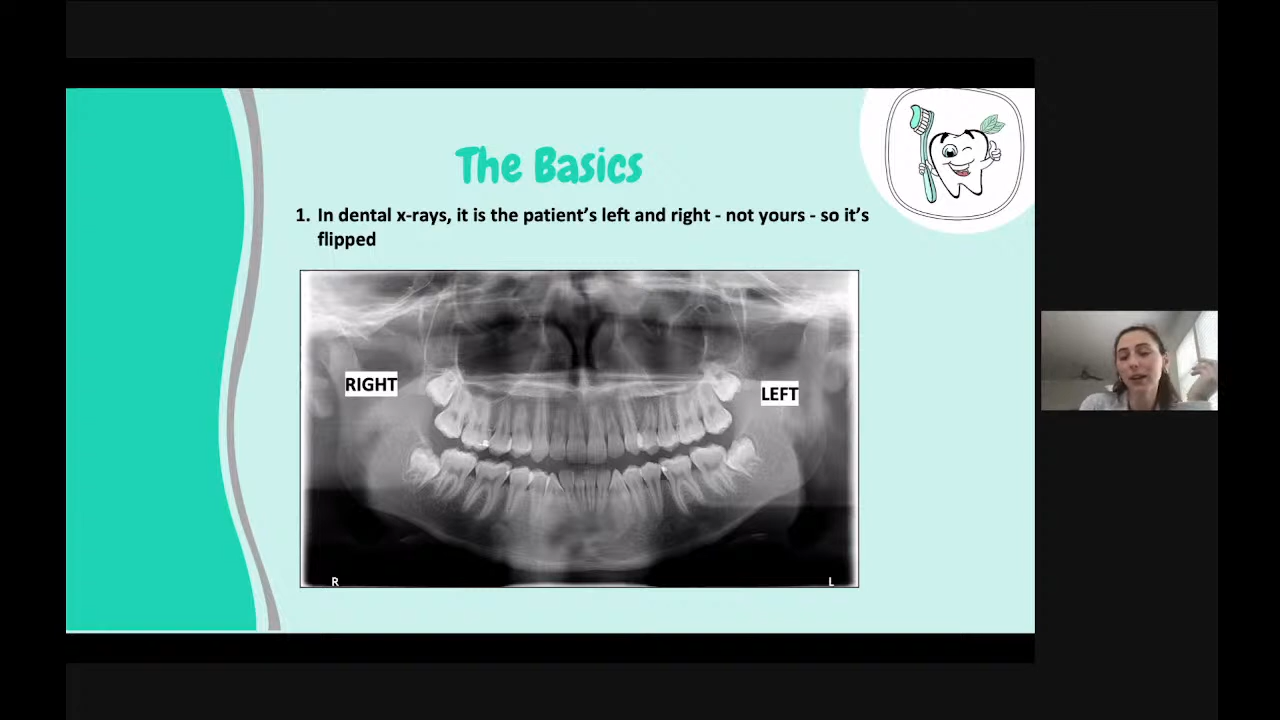 The Basics
1. In dental x-rays, it is the patient's left and right - not yours - so it's
flipped
RIGHT
LEFT
R
L